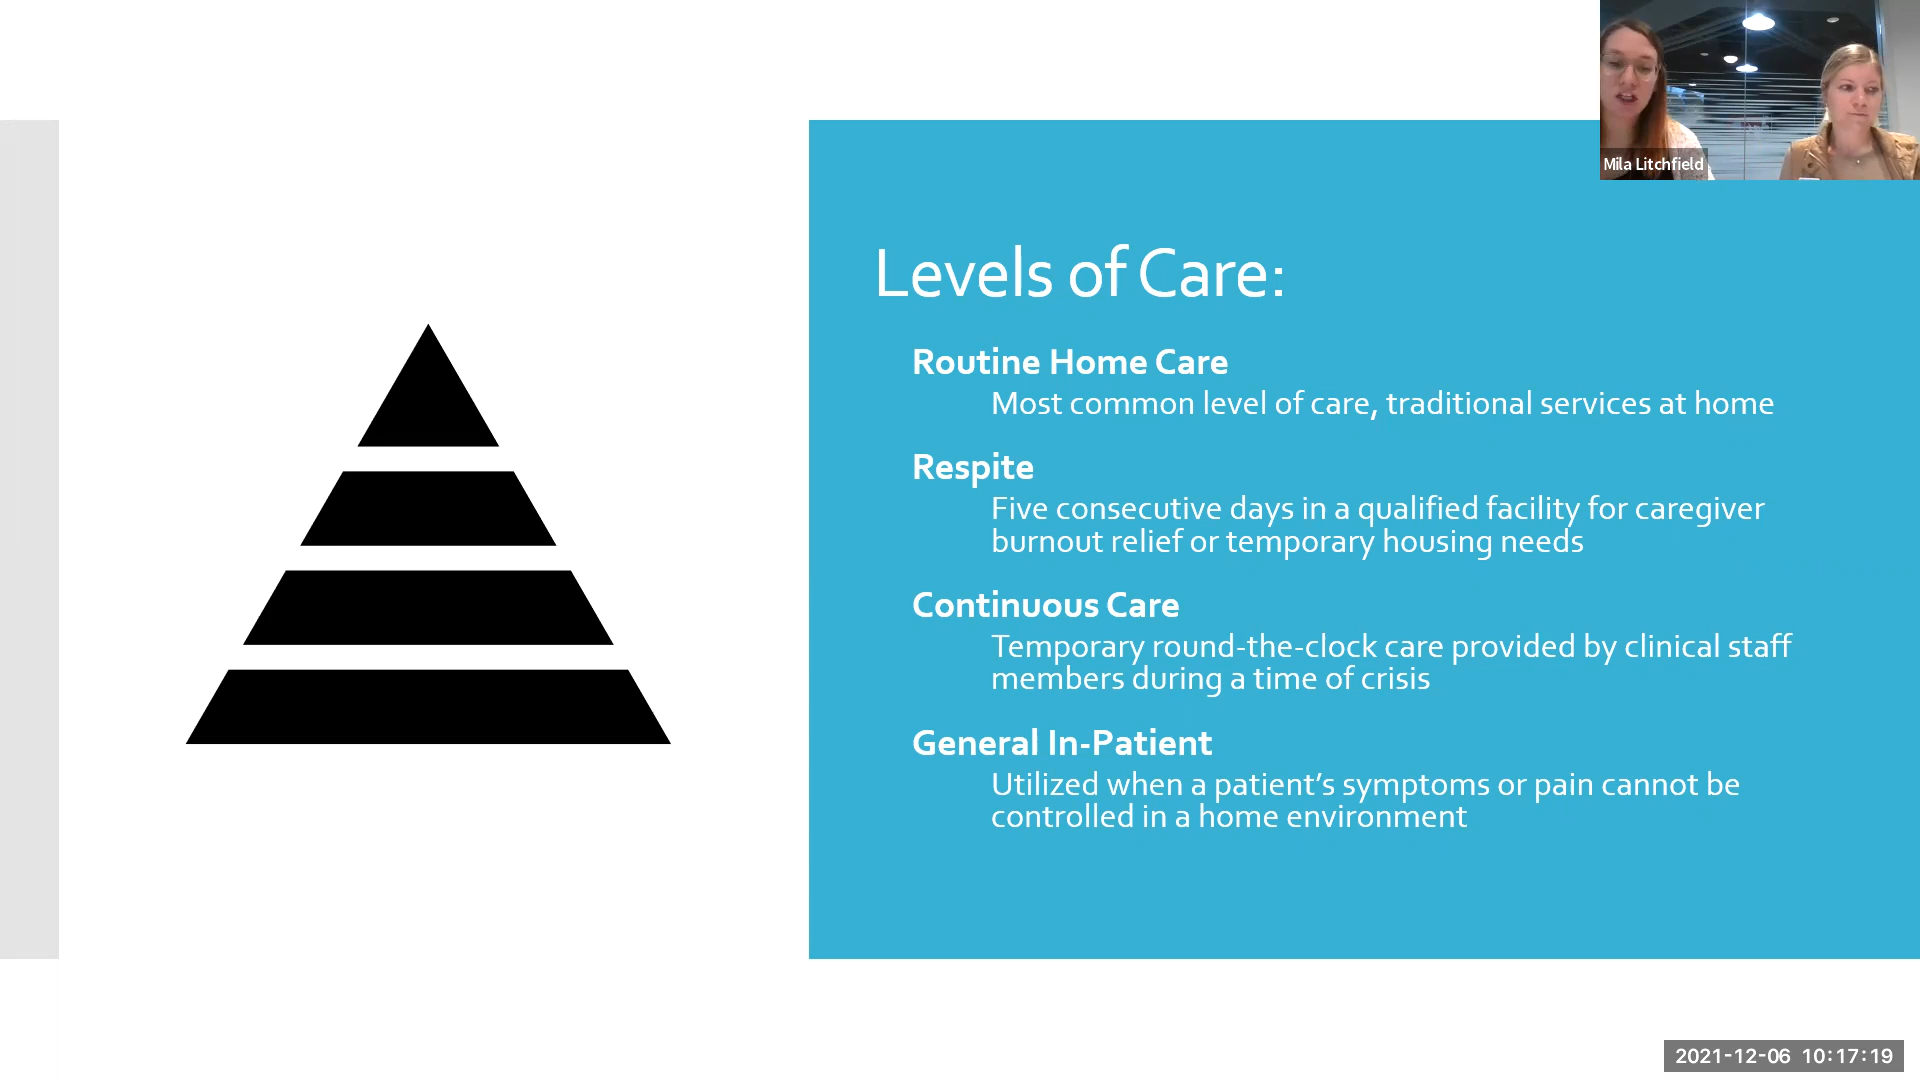 Mila Litchfield
Levels of Care:
Routine Home Care
Most common level of care, traditional services at home
Respite
Five consecutive days in a qualified facility for caregiver
burnout relief or temporary housing needs
Continuous Care
Temporary round-the-clock care provided by clinical staff
members during a time of crisis
General In-Patient
Utilized when a patient’s symptoms or pain cannot be
controlled in a home environment
2021-12-06 10:17:19